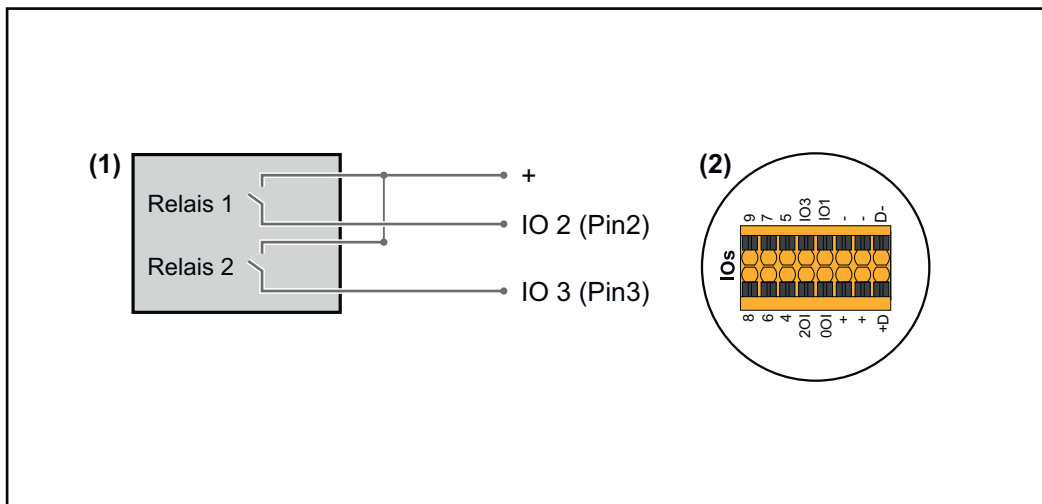 (1)
Relais 1
Relais 2
+
IO 2 (Pin2)
IO 3 (Pin3)
(2)
IOs
9 7 5 IO3 IO1 - - D-
8 6 4 2OI 0OI + + +D